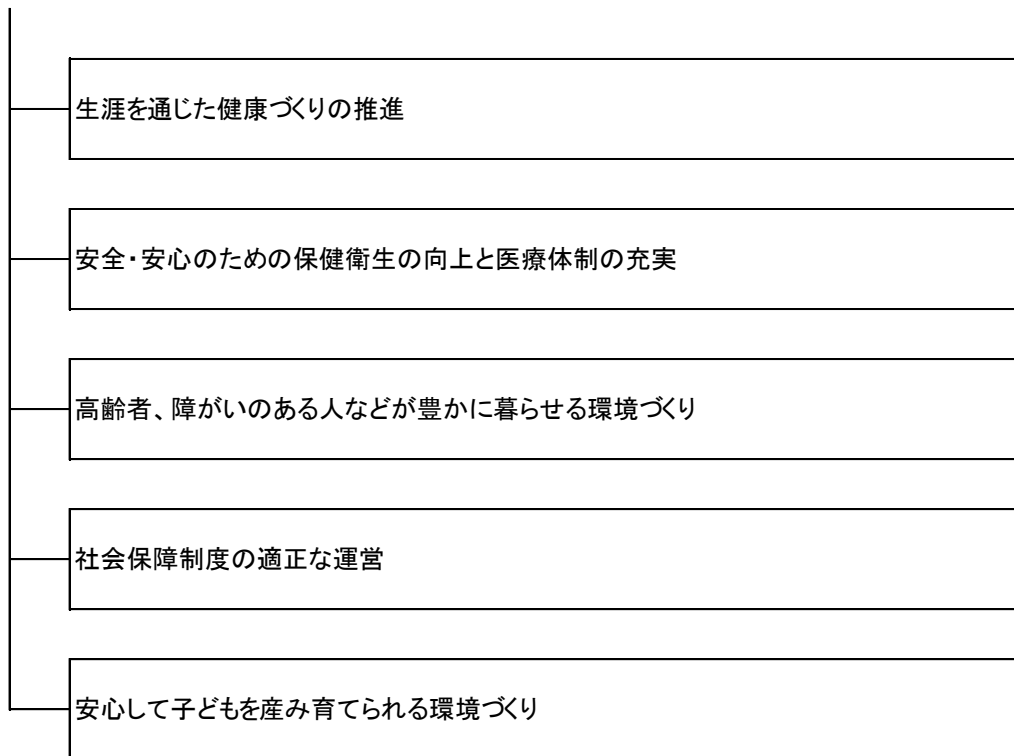 生涯を通じた健康づくりの推進
安全・安心のための保健衛生の向上と医療体制の充実
高齢者、障がいのある人などが豊かに暮らせる環境づくり
社会保障制度の適正な運営
安心して子どもを産み育てられる環境づくり